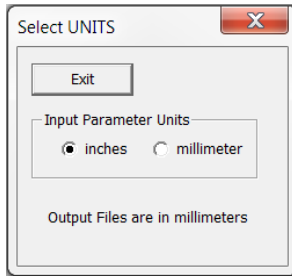 Select UNITS
Exit
Input Parameter Units
inches millimeter
Output Files are in millimeters